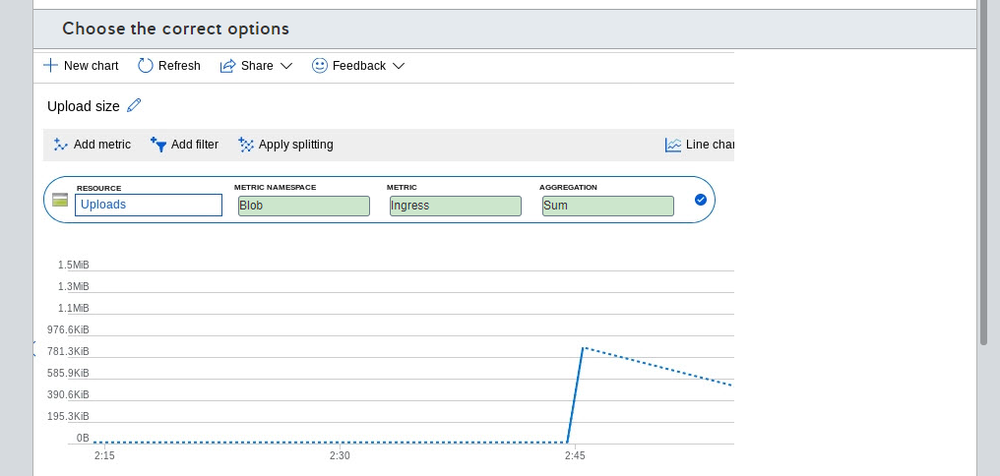 Choose the correct options
New chart Refresh Share Feedback
Upload size
Add metric Add filter Apply splitting Line char
RESOURCE METRIC NAMESPACE METRIC AGGREGATION
Uploads Blob Ingress Sum
1.5MiB
1.3MiB
1.1MiB
976.6KiB
781.3KiB
585.9KiB
390.6KiB
195.3KiB
0B
2:15 2:30 2:45